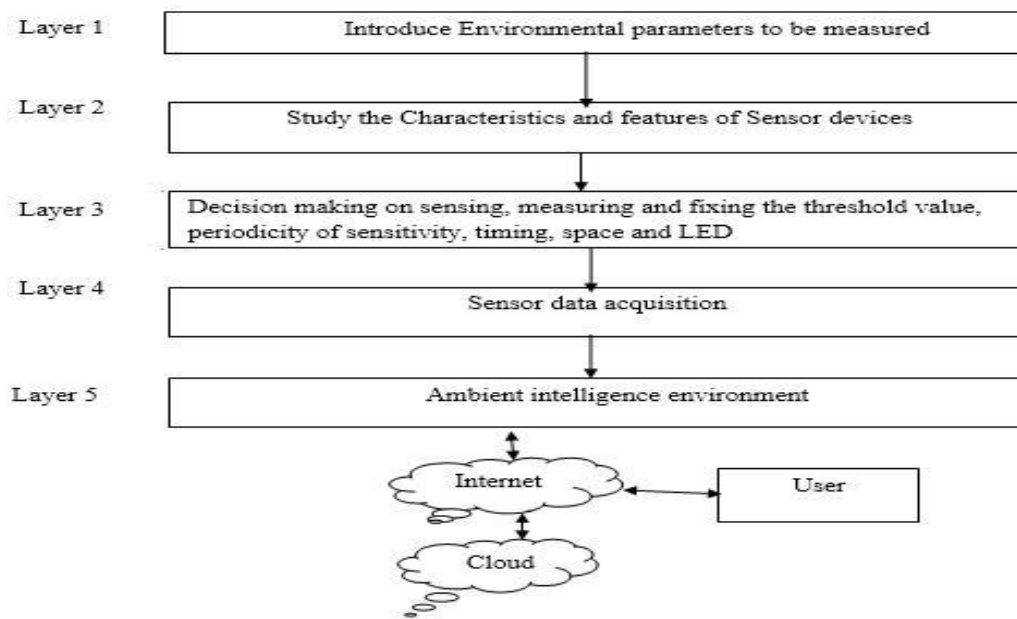 Layer 1
Introduce Environmental parameters to be measured
Layer 2
Study the Characteristics and features of Sensor devices
Layer 3
Decision making on sensing, measuring and fixing the threshold value,
periodicity of sensitivity, timing, space and LED
Layer 4
Sensor data acquisition
Layer 5
Ambient intelligence environment
Internet
User
Cloud